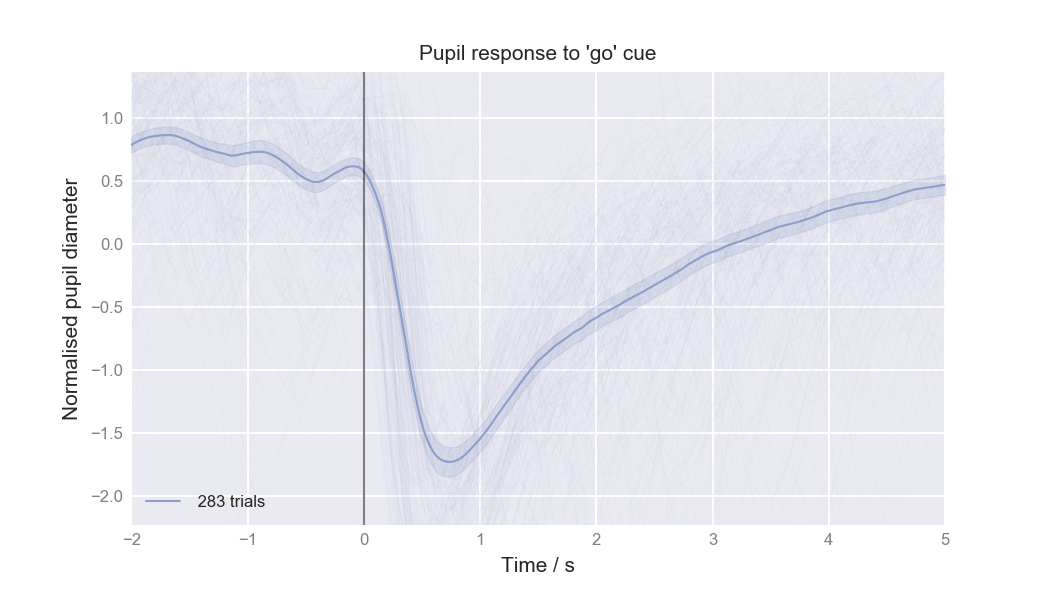 Pupil response to 'go' cue
Normalised pupil diameter
1.0
0.5
0.0
−0.5
−1.0
−1.5
−2.0
283 trials
−2 −1 0 1 2 3 4 5
Time / s